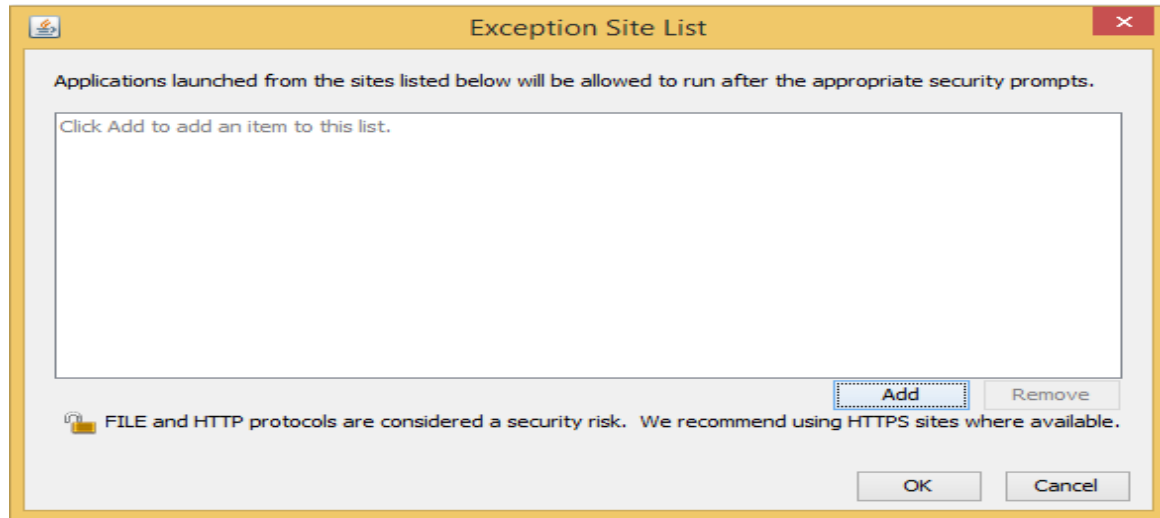 Exception Site List
Applications launched from the sites listed below will be allowed to run after the appropriate security prompts.
Click Add to add an item to this list.
Add
Remove
FILE and HTTP protocols are considered a security risk. We recommend using HTTPS sites where available.
OK
Cancel